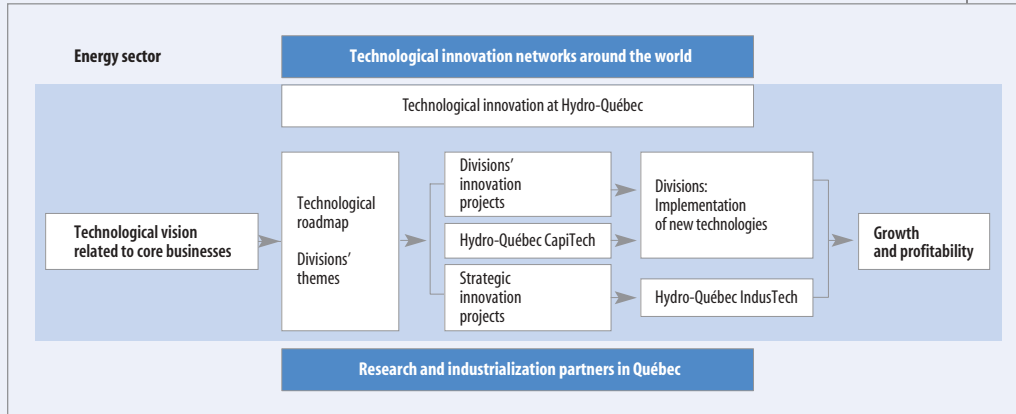 Energy sector
Technological innovation networks around the world
Technological innovation at Hydro-Québec
Technological vision
related to core businesses
Technological
roadmap
Divisions’
themes
Divisions’
innovation
projects
Hydro-Québec CapiTech
Strategic
innovation
projects
Divisions:
Implementation
of new technologies
Hydro-Québec IndusTech
Growth
and profitability
Research and industrialization partners in Québec